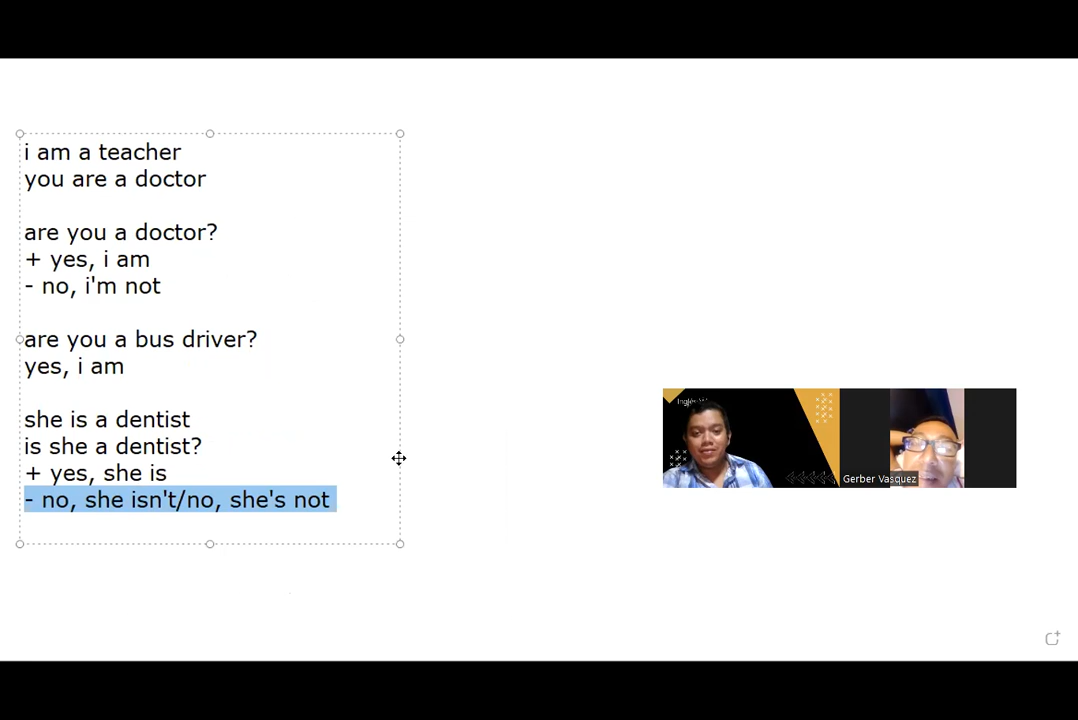 i am a teacher
you are a doctor
are you a doctor?
+ yes, i am
- no, i'm not
are you a bus driver?
yes, i am
she is a dentist
is she a dentist?
+ yes, she is
- no, she isn't/no, she's not
Gerber Vasquez